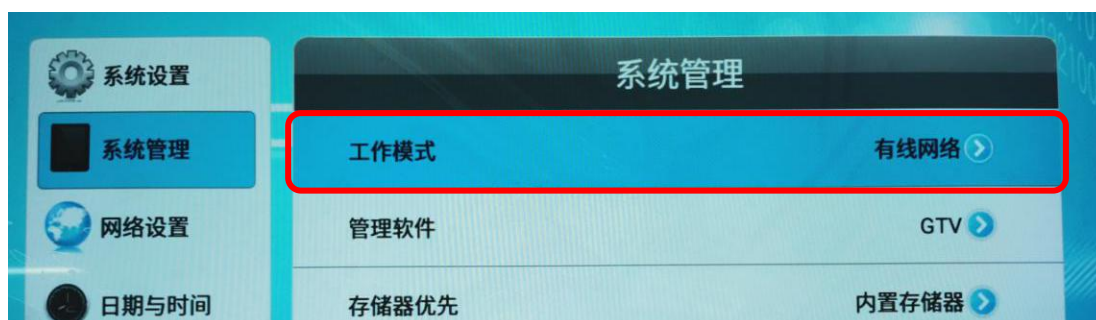 系统设置
系统管理
网络设置
日期与时间
系统管理
工作模式 有线网络
管理软件 GTV
存储器优先 内置存储器